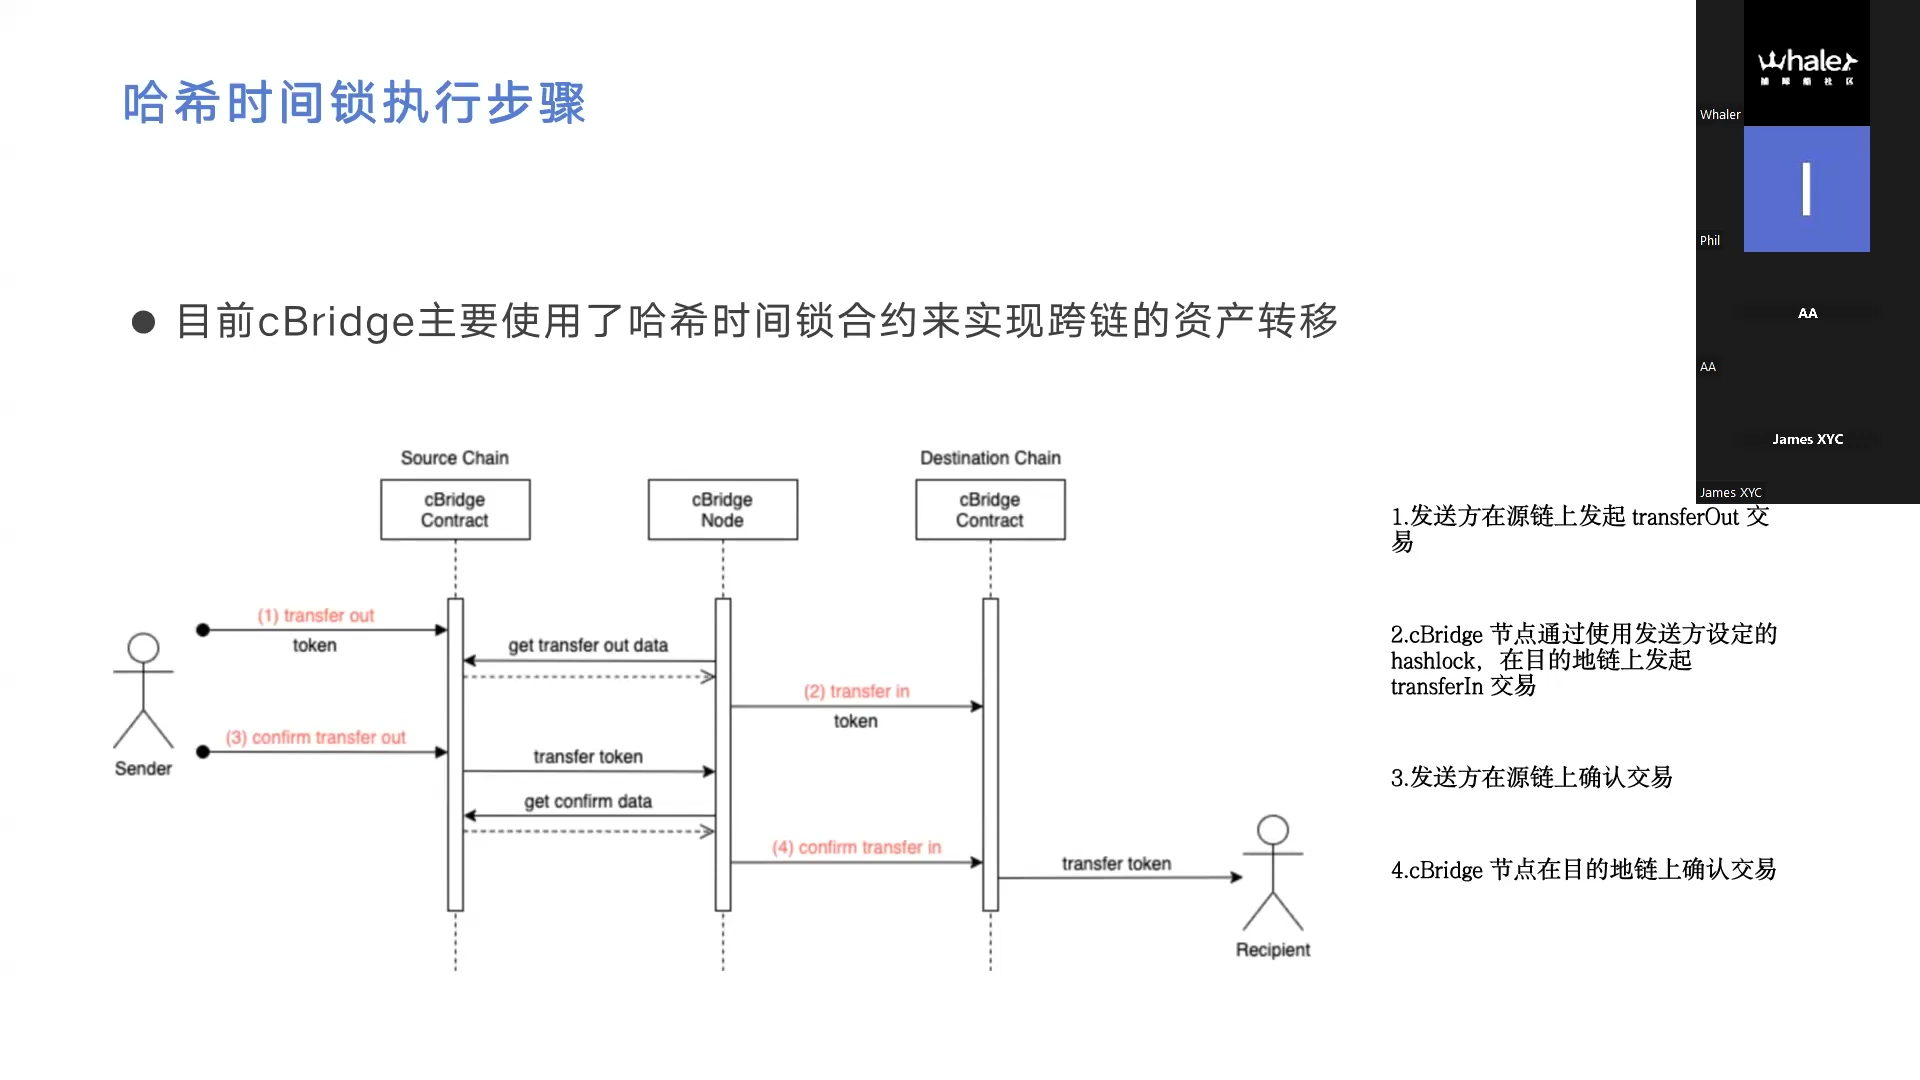 哈希时间锁执行步骤
目前cBridge主要使用了哈希时间锁合约来实现跨链的资产转移
Source Chain
cBridge
Contract
cBridge
Node
Destination Chain
cBridge
Contract
(1) transfer out
token
get transfer out data
(2) transfer in
token
(3) confirm transfer out
transfer token
get confirm data
(4) confirm transfer in
transfer token
Sender
Recipient
1.发送方在源链上发起 transferOut 交
易
2.cBridge 节点通过使用发送方设定的
hashlock，在目的地链上发起
transferIn 交易
3.发送方在源链上确认交易
4.cBridge 节点在目的地链上确认交易
Whaler
Whaler
I
Phil
AA
AA
James XYC
James XYC